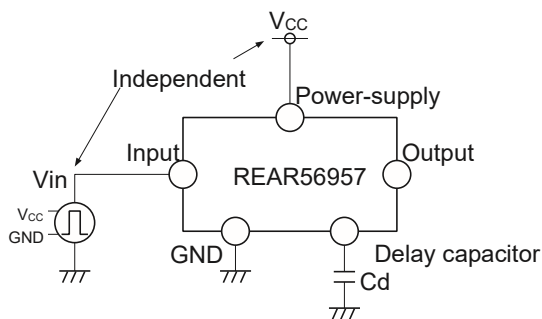 VCC
Independent
Power-supply
Input
Output
REAR56957
Vin
VCC
GND
GND
Delay capacitor
Cd